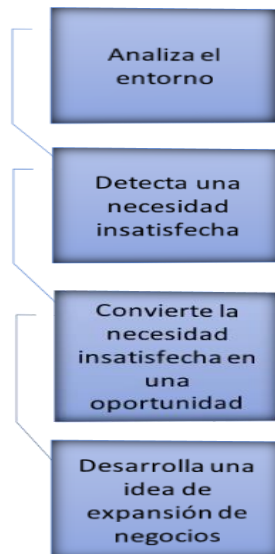 Analiza el
entorno
Detecta una
necesidad
insatisfecha
Convierte la
necesidad
insatisfecha en
una
oportunidad
Desarrolla una
idea de
expansión de
negocios